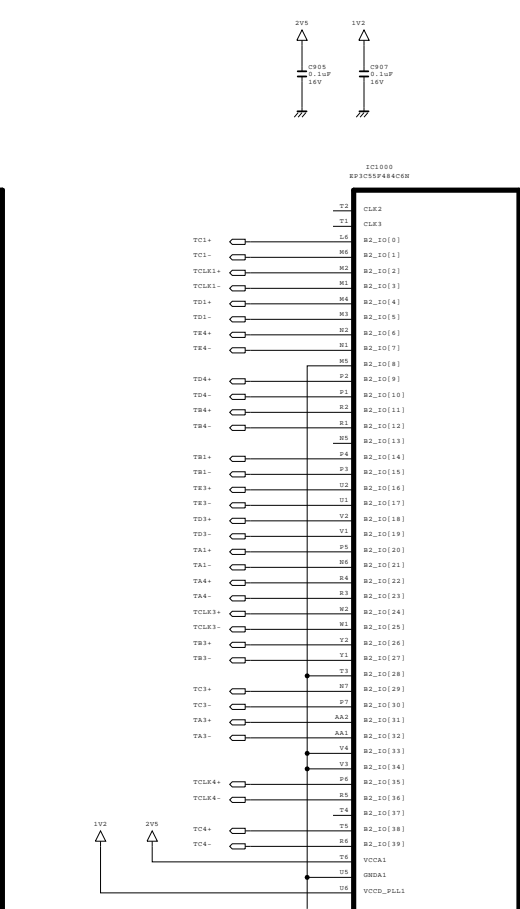 2V5 1V2
C905 C907
0.1uF 0.1uF
16V 16V
IC1000
EP3C55F484C6N
T2 CLK2
T1 CLK3
TC1+ L6 B2_IO[0]
TC1- M6 B2_IO[1]
TCLK1+ M2 B2_IO[2]
TCLK1- M1 B2_IO[3]
TD1+ M4 B2_IO[4]
TD1- M3 B2_IO[5]
TE4+ N2 B2_IO[6]
TE4- N1 B2_IO[7]
M5 B2_IO[8]
TD4+ P2 B2_IO[9]
TD4- P1 B2_IO[10]
TB4+ R2 B2_IO[11]
TB4- R1 B2_IO[12]
N5 B2_IO[13]
TB1+ P4 B2_IO[14]
TB1- P3 B2_IO[15]
TE3+ U2 B2_IO[16]
TE3- U1 B2_IO[17]
TD3+ V2 B2_IO[18]
TD3- V1 B2_IO[19]
TA1+ P5 B2_IO[20]
TA1- N6 B2_IO[21]
TA4+ R4 B2_IO[22]
TA4- R3 B2_IO[23]
TCLK3+ W2 B2_IO[24]
TCLK3- W1 B2_IO[25]
TB3+ Y2 B2_IO[26]
TB3- Y1 B2_IO[27]
T3 B2_IO[28]
TC3+ N7 B2_IO[29]
TC3- P7 B2_IO[30]
TA3+ AA2 B2_IO[31]
TA3- AA1 B2_IO[32]
V4 B2_IO[33]
V3 B2_IO[34]
TCLK4+ P6 B2_IO[35]
TCLK4- R5 B2_IO[36]
T4 B2_IO[37]
1V2 2V5 TC4+ T5 B2_IO[38]
TC4- R6 B2_IO[39]
T6 VCCA1
U5 GNDA1
U6 VCCD_PLL1